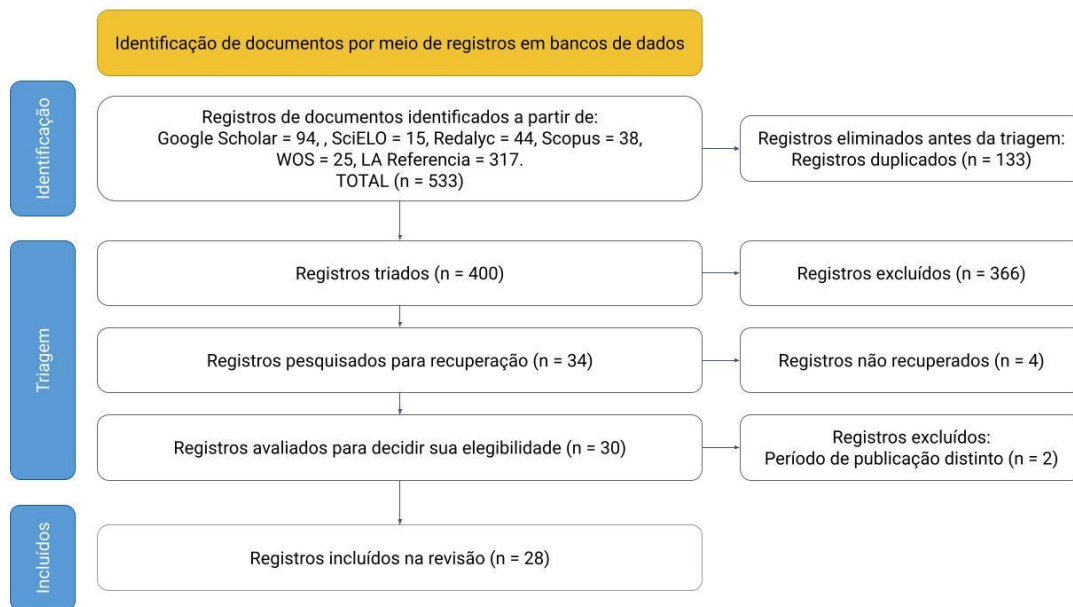 Identificação de documentos por meio de registros em bancos de dados
Identificação
Registros de documentos identificados a partir de:
Google Scholar = 94, , SciELO = 15, Redalyc = 44, Scopus = 38,
WOS = 25, LA Referencia = 317.
TOTAL (n = 533)
Registros eliminados antes da triagem:
Registros duplicados (n = 133)
Triagem
Registros triados (n = 400)
Registros excluídos (n = 366)
Registros pesquisados para recuperação (n = 34)
Registros não recuperados (n = 4)
Registros avaliados para decidir sua elegibilidade (n = 30)
Registros excluídos:
Período de publicação distinto (n = 2)
Incluídos
Registros incluídos na revisão (n = 28)